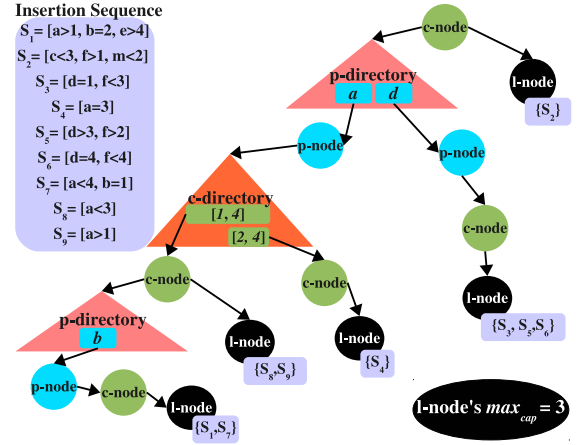 Insertion Sequence
S1= [a>1, b=2, e>4]
S2= [c<3, f>1, m<2]
S3= [d=1, f<3]
S4= [a=3]
S5= [d>3, f>2]
S6= [d=4, f<4]
S7= [a<4, b=1]
S8= [a<3]
S9= [a>1]
c-node
p-directory
a d
l-node
{S2}
p-node
p-node
c-directory
[1, 4]
[2, 4]
c-node
c-node
c-node
l-node
{S3, S5,S6}
p-directory
b
l-node
{S8,S9}
l-node
{S4}
p-node
c-node
l-node
{S1,S7}
l-node's maxcap = 3